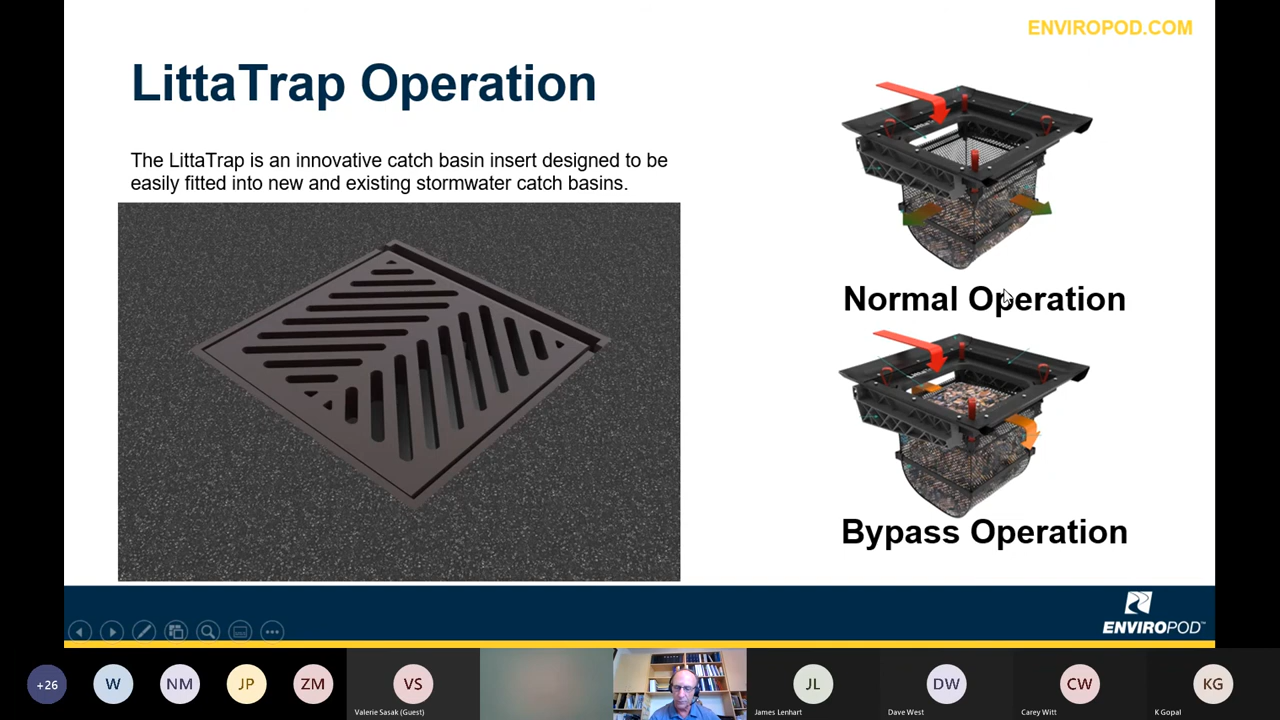 ENVIROPOD.COM
LittaTrap Operation
The LittaTrap is an innovative catch basin insert designed to be
easily fitted into new and existing stormwater catch basins.
Normal Operation
Bypass Operation
ENVIROPOD™
+26
W
NM
JP
ZM
VS
JL
DW
CW
KG
Valerie Sasak (Guest)
James Lenhart
Dave West
Carey Witt
K Gopal